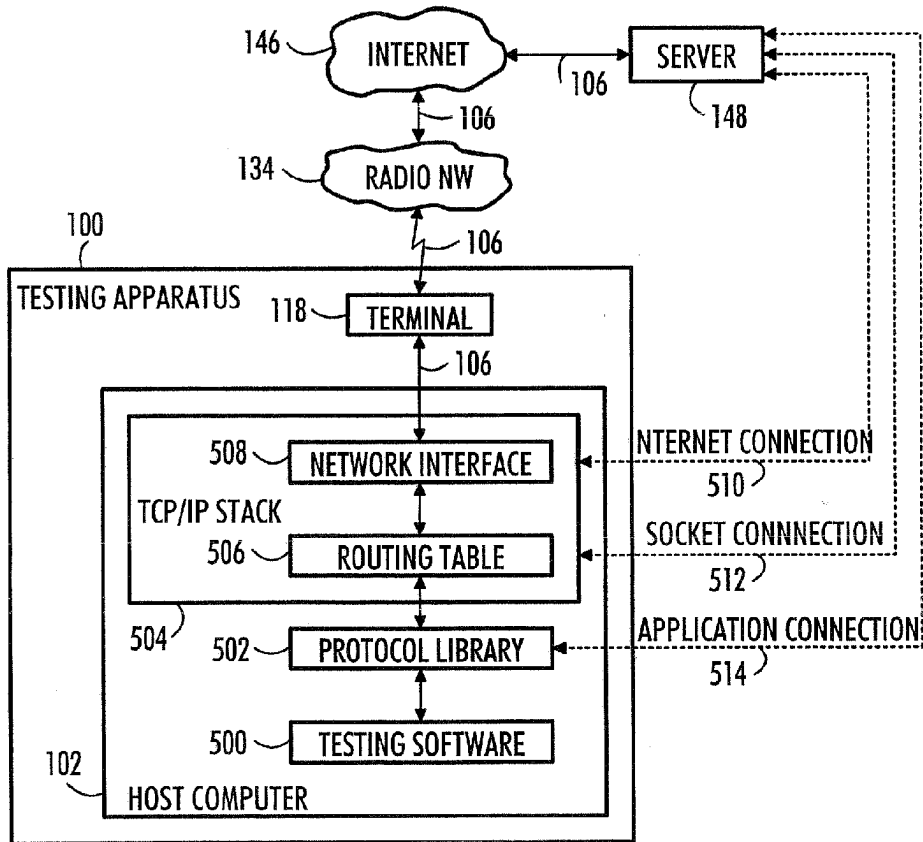 146
INTERNET
106
SERVER
148
106
134
RADIO NW
106
100
TESTING APPARATUS
118
TERMINAL
106
508
NETWORK INTERFACE
NTERNET CONNECTION
510
TCP/IP STACK
506
ROUTING TABLE
SOCKET CONNNECTION
512
504
502
PROTOCOL LIBRARY
APPLICATION CONNECTION
514
500
TESTING SOFTWARE
102
HOST COMPUTER